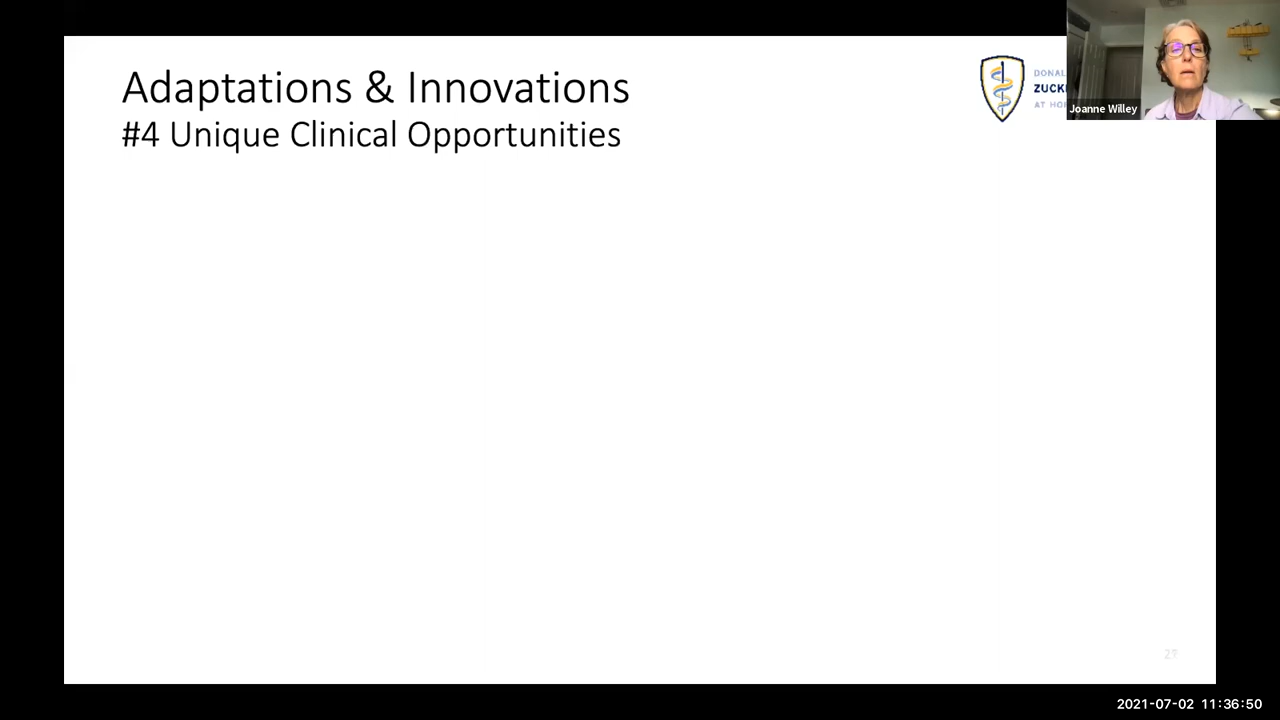 Adaptations & Innovations
#4 Unique Clinical Opportunities
DONAL
ZUCK
AT HO
Joanne Willey
2021-07-02 11:36:50